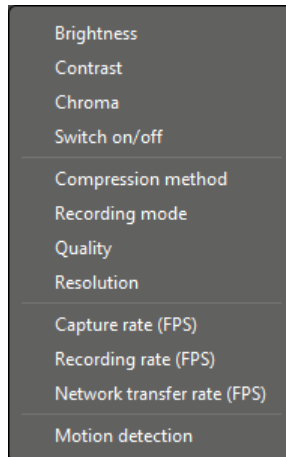 Brightness
Contrast
Chroma
Switch on/off
Compression method
Recording mode
Quality
Resolution
Capture rate (FPS)
Recording rate (FPS)
Network transfer rate (FPS)
Motion detection